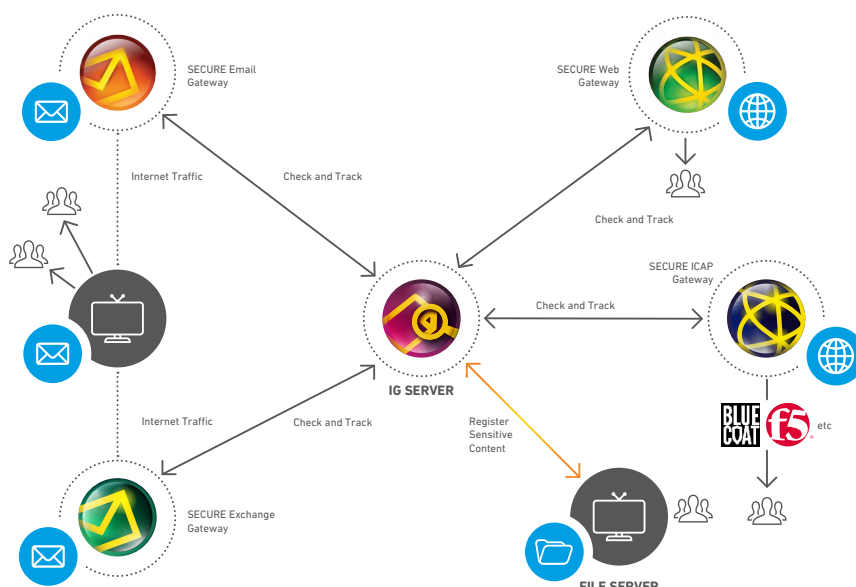 SECURE Email
Gateway
SECURE Web
Gateway
Internet Traffic
Check and Track
Check and Track
SECURE ICAP
Gateway
Check and Track
IG SERVER
Internet Traffic
Check and Track
Register
Sensitive
Content
BLUE
COAT
f5
etc
SECURE Exchange
Gateway
FILE SERVER